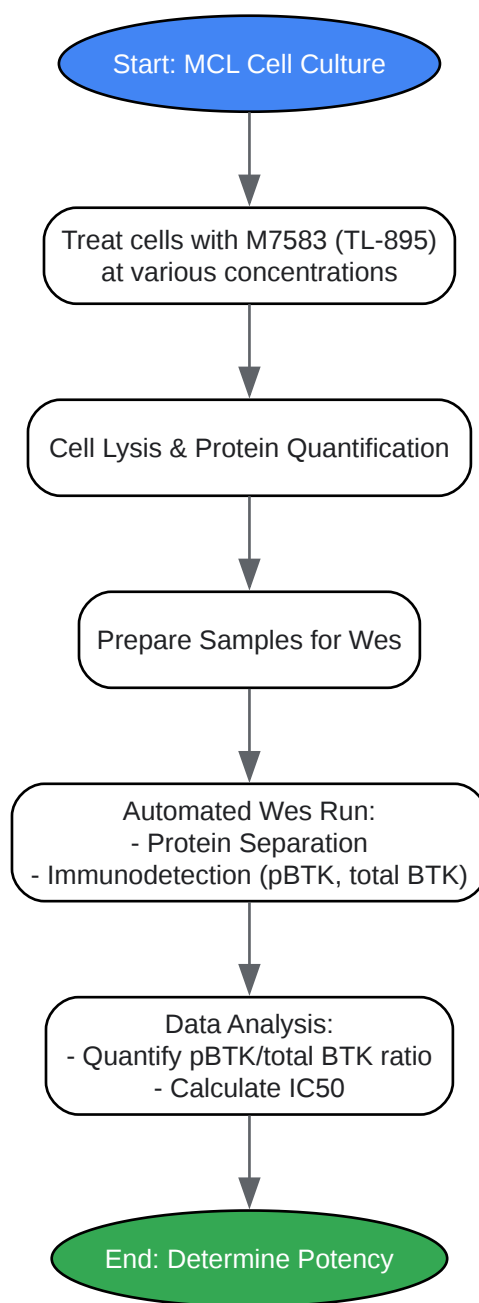 Start: MCL Cell Culture
Treat cells with M7583 (TL-895)
at various concentrations
Cell Lysis & Protein Quantification
Prepare Samples for Wes
Automated Wes Run:
- Protein Separation
- Immunodetection (pBTK, total BTK)
Data Analysis:
- Quantify pBTK/total BTK ratio
- Calculate IC50
End: Determine Potency